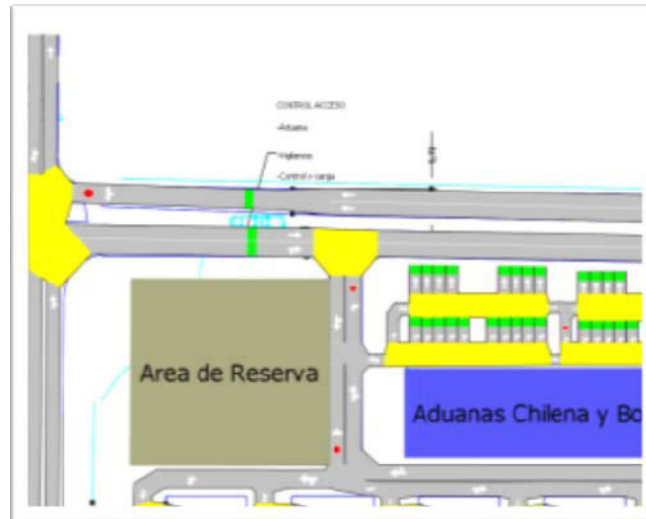 CONTROL ACCESO
-Aduana
-Vigilancia
-Control y carga
Area de Reserva
Aduanas Chilena y Bo